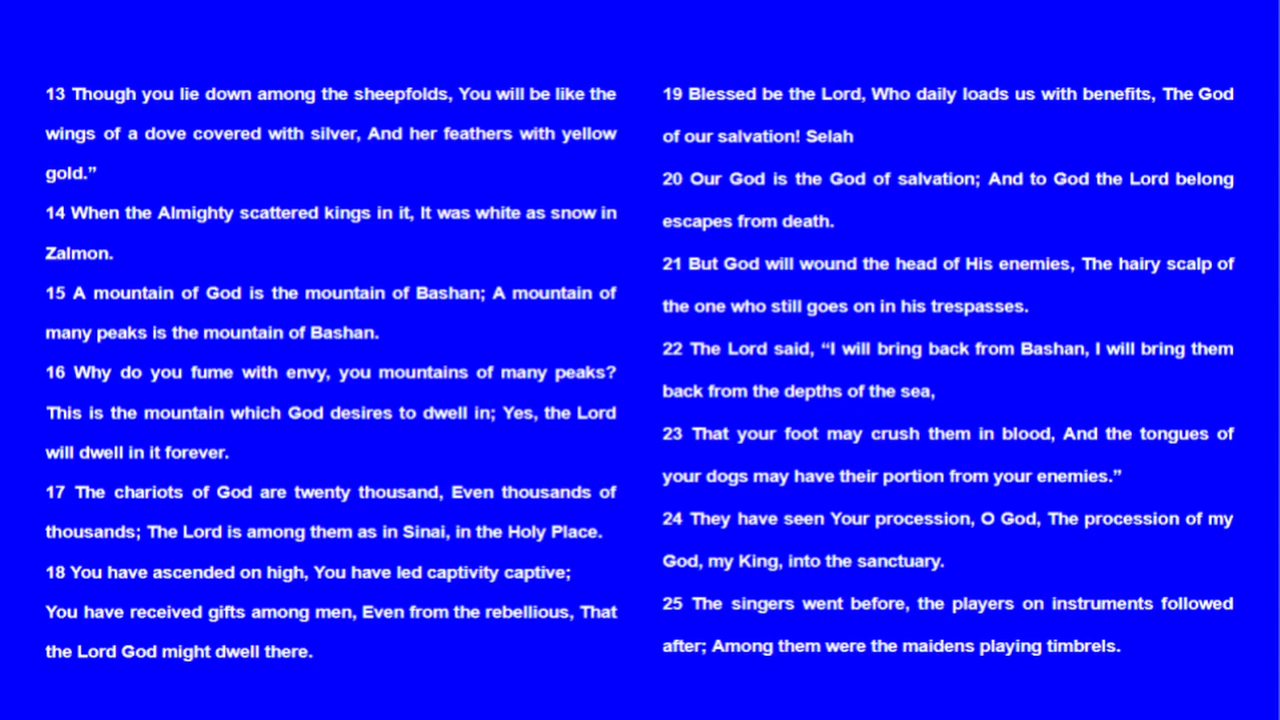 13 Though you lie down among the sheepfolds, You will be like the
wings of a dove covered with silver, And her feathers with yellow
gold.”
14 When the Almighty scattered kings in it, It was white as snow in
Zalmon.
15 A mountain of God is the mountain of Bashan; A mountain of
many peaks is the mountain of Bashan.
16 Why do you fume with envy, you mountains of many peaks?
This is the mountain which God desires to dwell in; Yes, the Lord
will dwell in it forever.
17 The chariots of God are twenty thousand, Even thousands of
thousands; The Lord is among them as in Sinai, in the Holy Place.
18 You have ascended on high, You have led captivity captive;
You have received gifts among men, Even from the rebellious, That
the Lord God might dwell there.
19 Blessed be the Lord, Who daily loads us with benefits, The God
of our salvation! Selah
20 Our God is the God of salvation; And to God the Lord belong
escapes from death.
21 But God will wound the head of His enemies, The hairy scalp of
the one who still goes on in his trespasses.
22 The Lord said, “I will bring back from Bashan, I will bring them
back from the depths of the sea,
23 That your foot may crush them in blood, And the tongues of
your dogs may have their portion from your enemies.”
24 They have seen Your procession, O God, The procession of my
God, my King, into the sanctuary.
25 The singers went before, the players on instruments followed
after; Among them were the maidens playing timbrels.